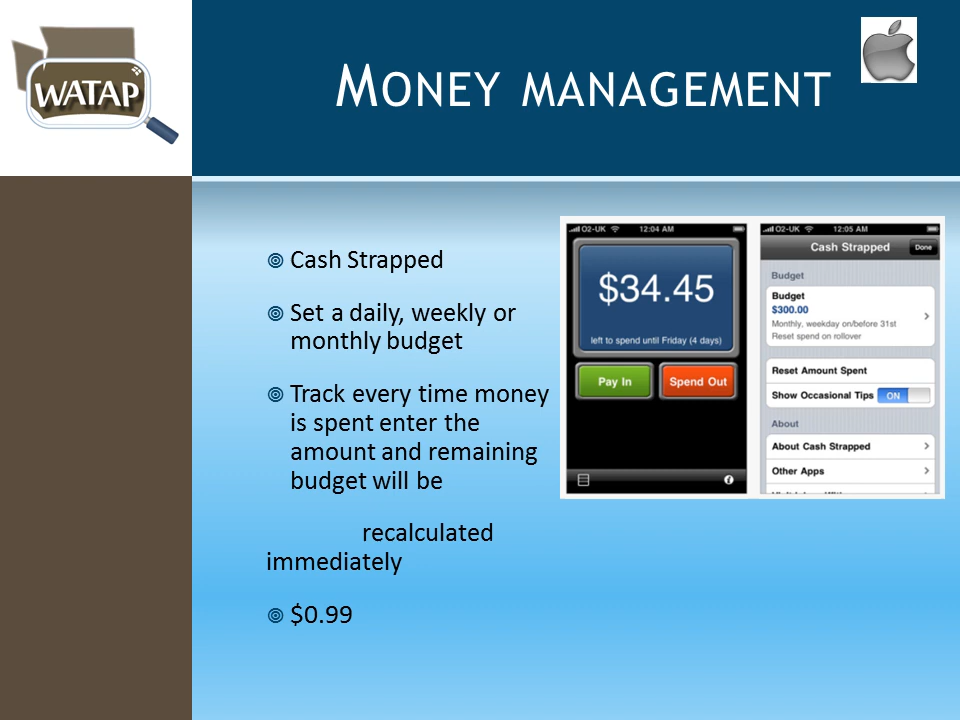 WATAP
MONEY MANAGEMENT
Cash Strapped
Set a daily, weekly or
monthly budget
Track every time money
is spent enter the
amount and remaining
budget will be
recalculated
immediately
$0.99
O2-UK 12:04 AM
$34.45
left to spend until Friday (4 days)
Pay In
Spend Out
O2-UK 12:05 AM
Cash Strapped
Done
Budget
Budget
$300.00
Monthly, weekday on/before 31st
Reset spend on rollover
Reset Amount Spent
Show Occasional Tips ON
About
About Cash Strapped
Other Apps